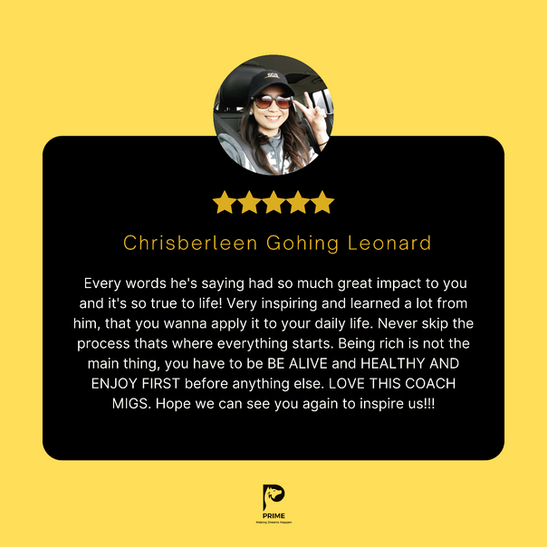 Chrisberleen Gohing Leonard
Every words he's saying had so much great impact to you
and it's so true to life! Very inspiring and learned a lot from
him, that you wanna apply it to your daily life. Never skip the
process thats where everything starts. Being rich is not the
main thing, you have to be BE ALIVE and HEALTHY AND
ENJOY FIRST before anything else. LOVE THIS COACH
MIGS. Hope we can see you again to inspire us!!!
PRIME
Making Dreams Happen